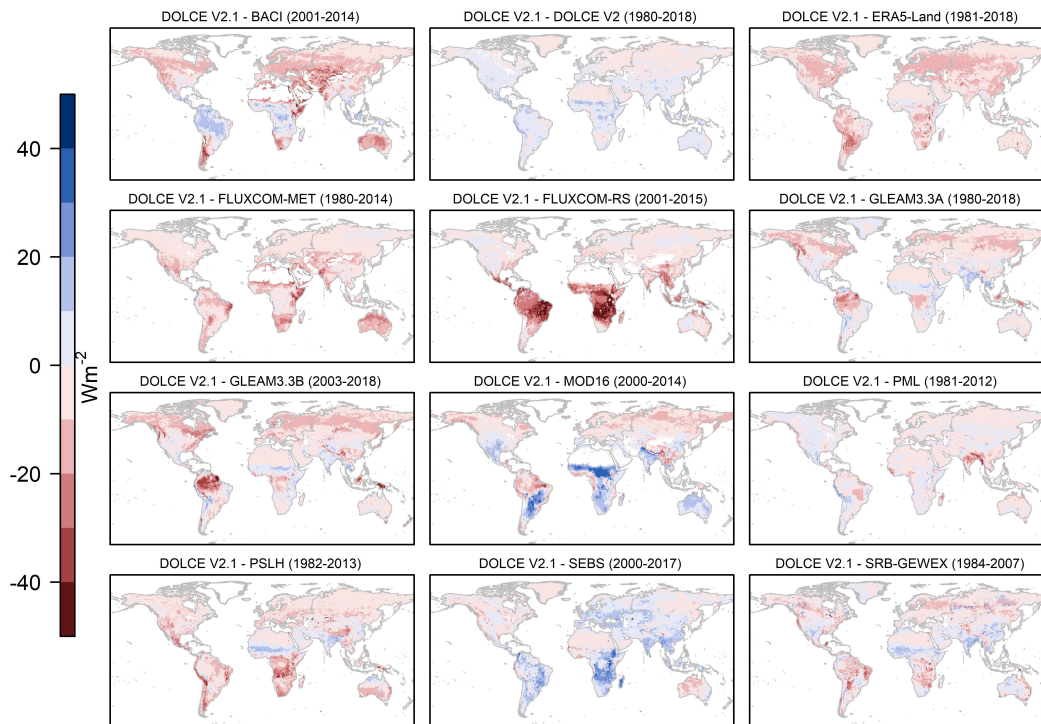 DOLCE V2.1 - BACI (2001-2014)
DOLCE V2.1 - DOLCE V2 (1980-2018)
DOLCE V2.1 - ERA5-Land (1981-2018)
40
20
0
-20
-40
Wm⁻²
DOLCE V2.1 - FLUXCOM-MET (1980-2014)
DOLCE V2.1 - FLUXCOM-RS (2001-2015)
DOLCE V2.1 - GLEAM3.3A (1980-2018)
DOLCE V2.1 - GLEAM3.3B (2003-2018)
DOLCE V2.1 - MOD16 (2000-2014)
DOLCE V2.1 - PML (1981-2012)
DOLCE V2.1 - PSLH (1982-2013)
DOLCE V2.1 - SEBS (2000-2017)
DOLCE V2.1 - SRB-GEWEX (1984-2007)